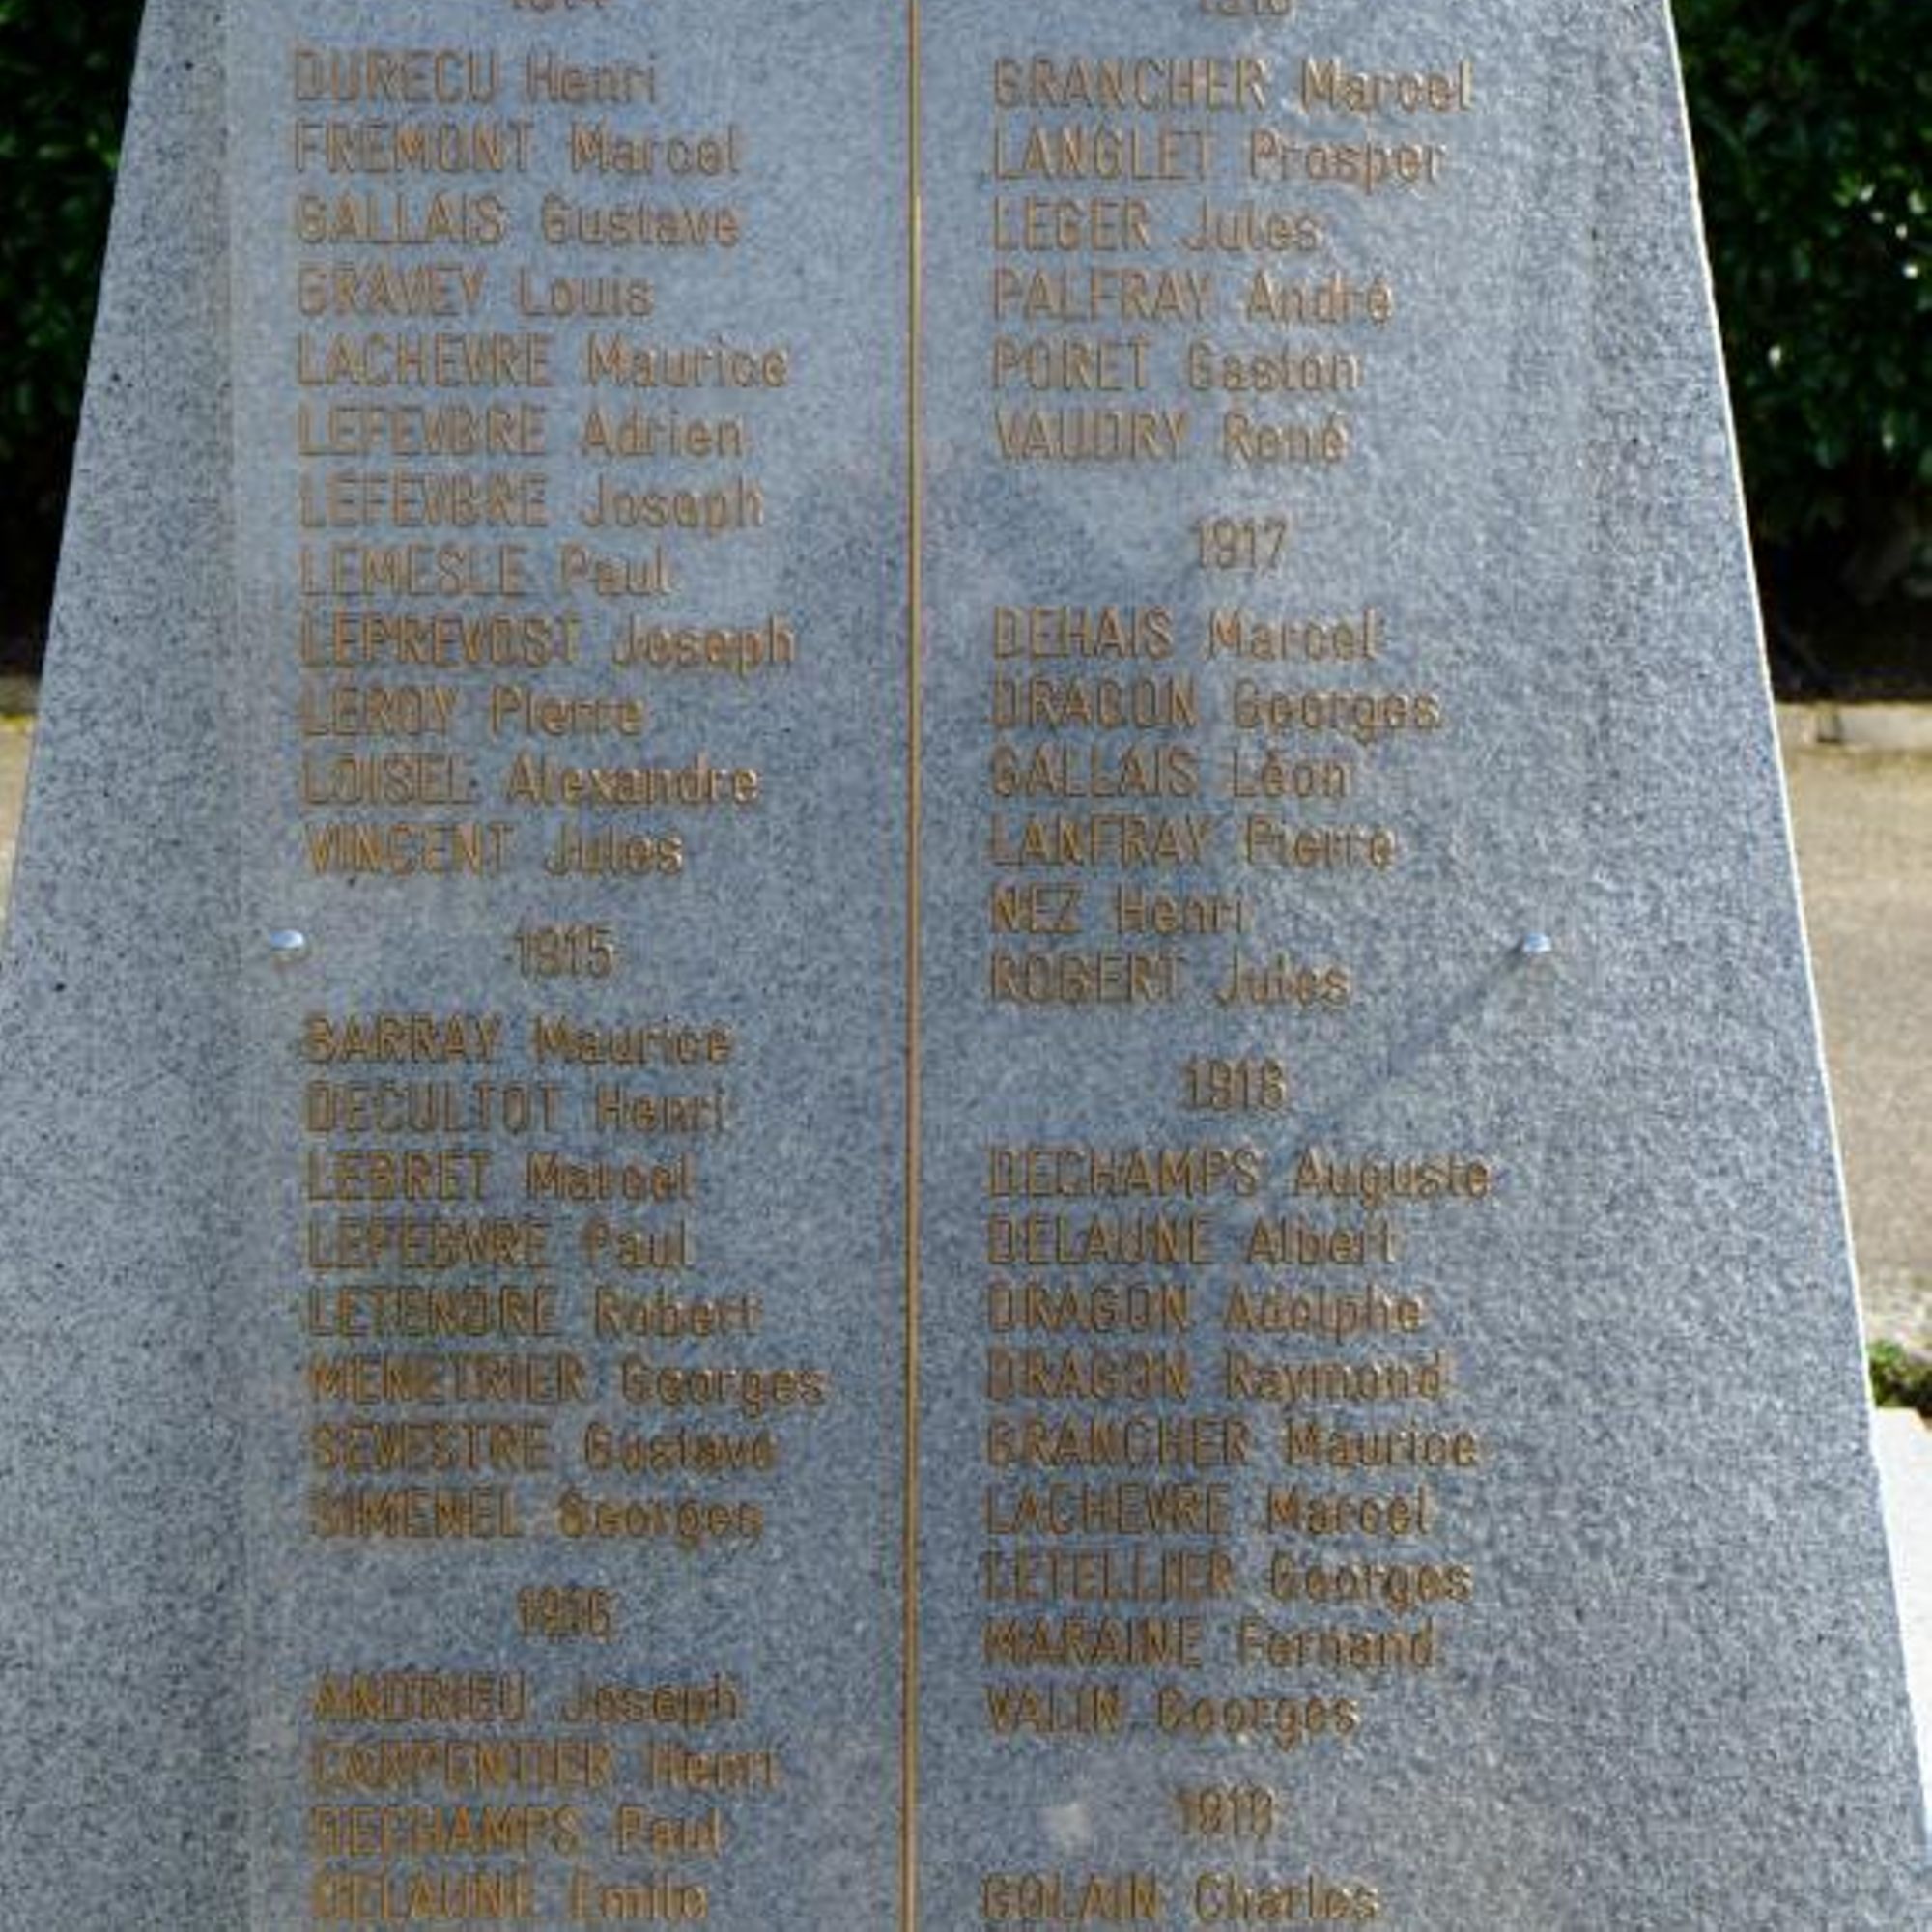 1914
DURECU Henri
FREMONT Marcel
GALLAIS Gustave
GRAVEY Louis
LACHEVRE Maurice
LEFEVBRE Adrien
LEFEVBRE Joseph
LEMESLE Paul
LEPREVOST Joseph
LEROY Pierre
LOISEL Alexandre
VINCENT Jules
1915
BARRAY Maurice
DECULTOT Henri
LEBRET Marcel
LEFEBVRE Paul
LETENDRE Robert
MENETRIER Georges
SENESTRE Gustave
SIMENEL Georges
1916
ANDRIEU Joseph
CARPENTIER Henri
DECHAMPS Paul
DELAUNE Emile
GRANCHER Marcel
LANGLET Prosper
LEGER Jules
PALFRAY André
PORET Gaston
VAUDRY René
1917
DEHAIS Marcel
DRAGON Georges
GALLAIS Léon
LANFRAY Pierre
NEZ Henri
ROBERT Jules
1918
DECHAMPS Auguste
DELAUNE Albert
DRAGON Adolphe
DRAGON Raymond
GRANCHER Maurice
LACHEVRE Marcel
LETELLIER Georges
MARAINE Fernand
VALIN Georges
GOLAIN Charles